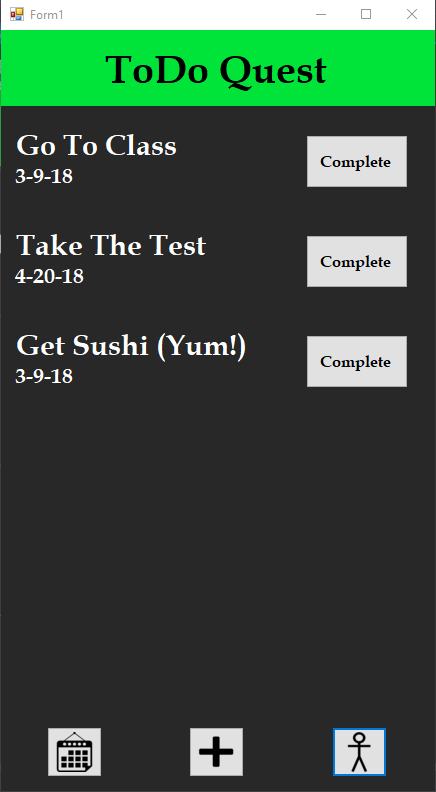 Form1
ToDo Quest
Go To Class
3-9-18
Complete
Take The Test
4-20-18
Complete
Get Sushi (Yum!)
3-9-18
Complete